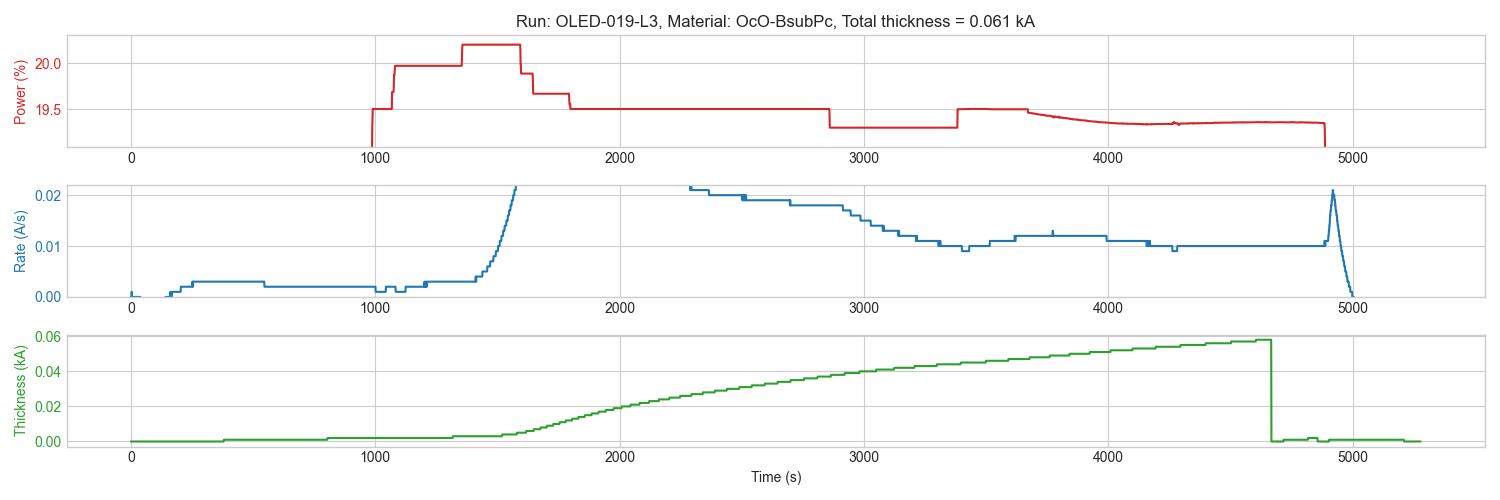 Run: OLED-019-L3, Material: OcO-BsubPc, Total thickness = 0.061 kA
Power (%)
20.0
19.5
0 1000 2000 3000 4000 5000
Rate (A/s)
0.02
0.01
0.00
0 1000 2000 3000 4000 5000
Thickness (kA)
0.06
0.04
0.02
0.00
0 1000 2000 3000 4000 5000
Time (s)